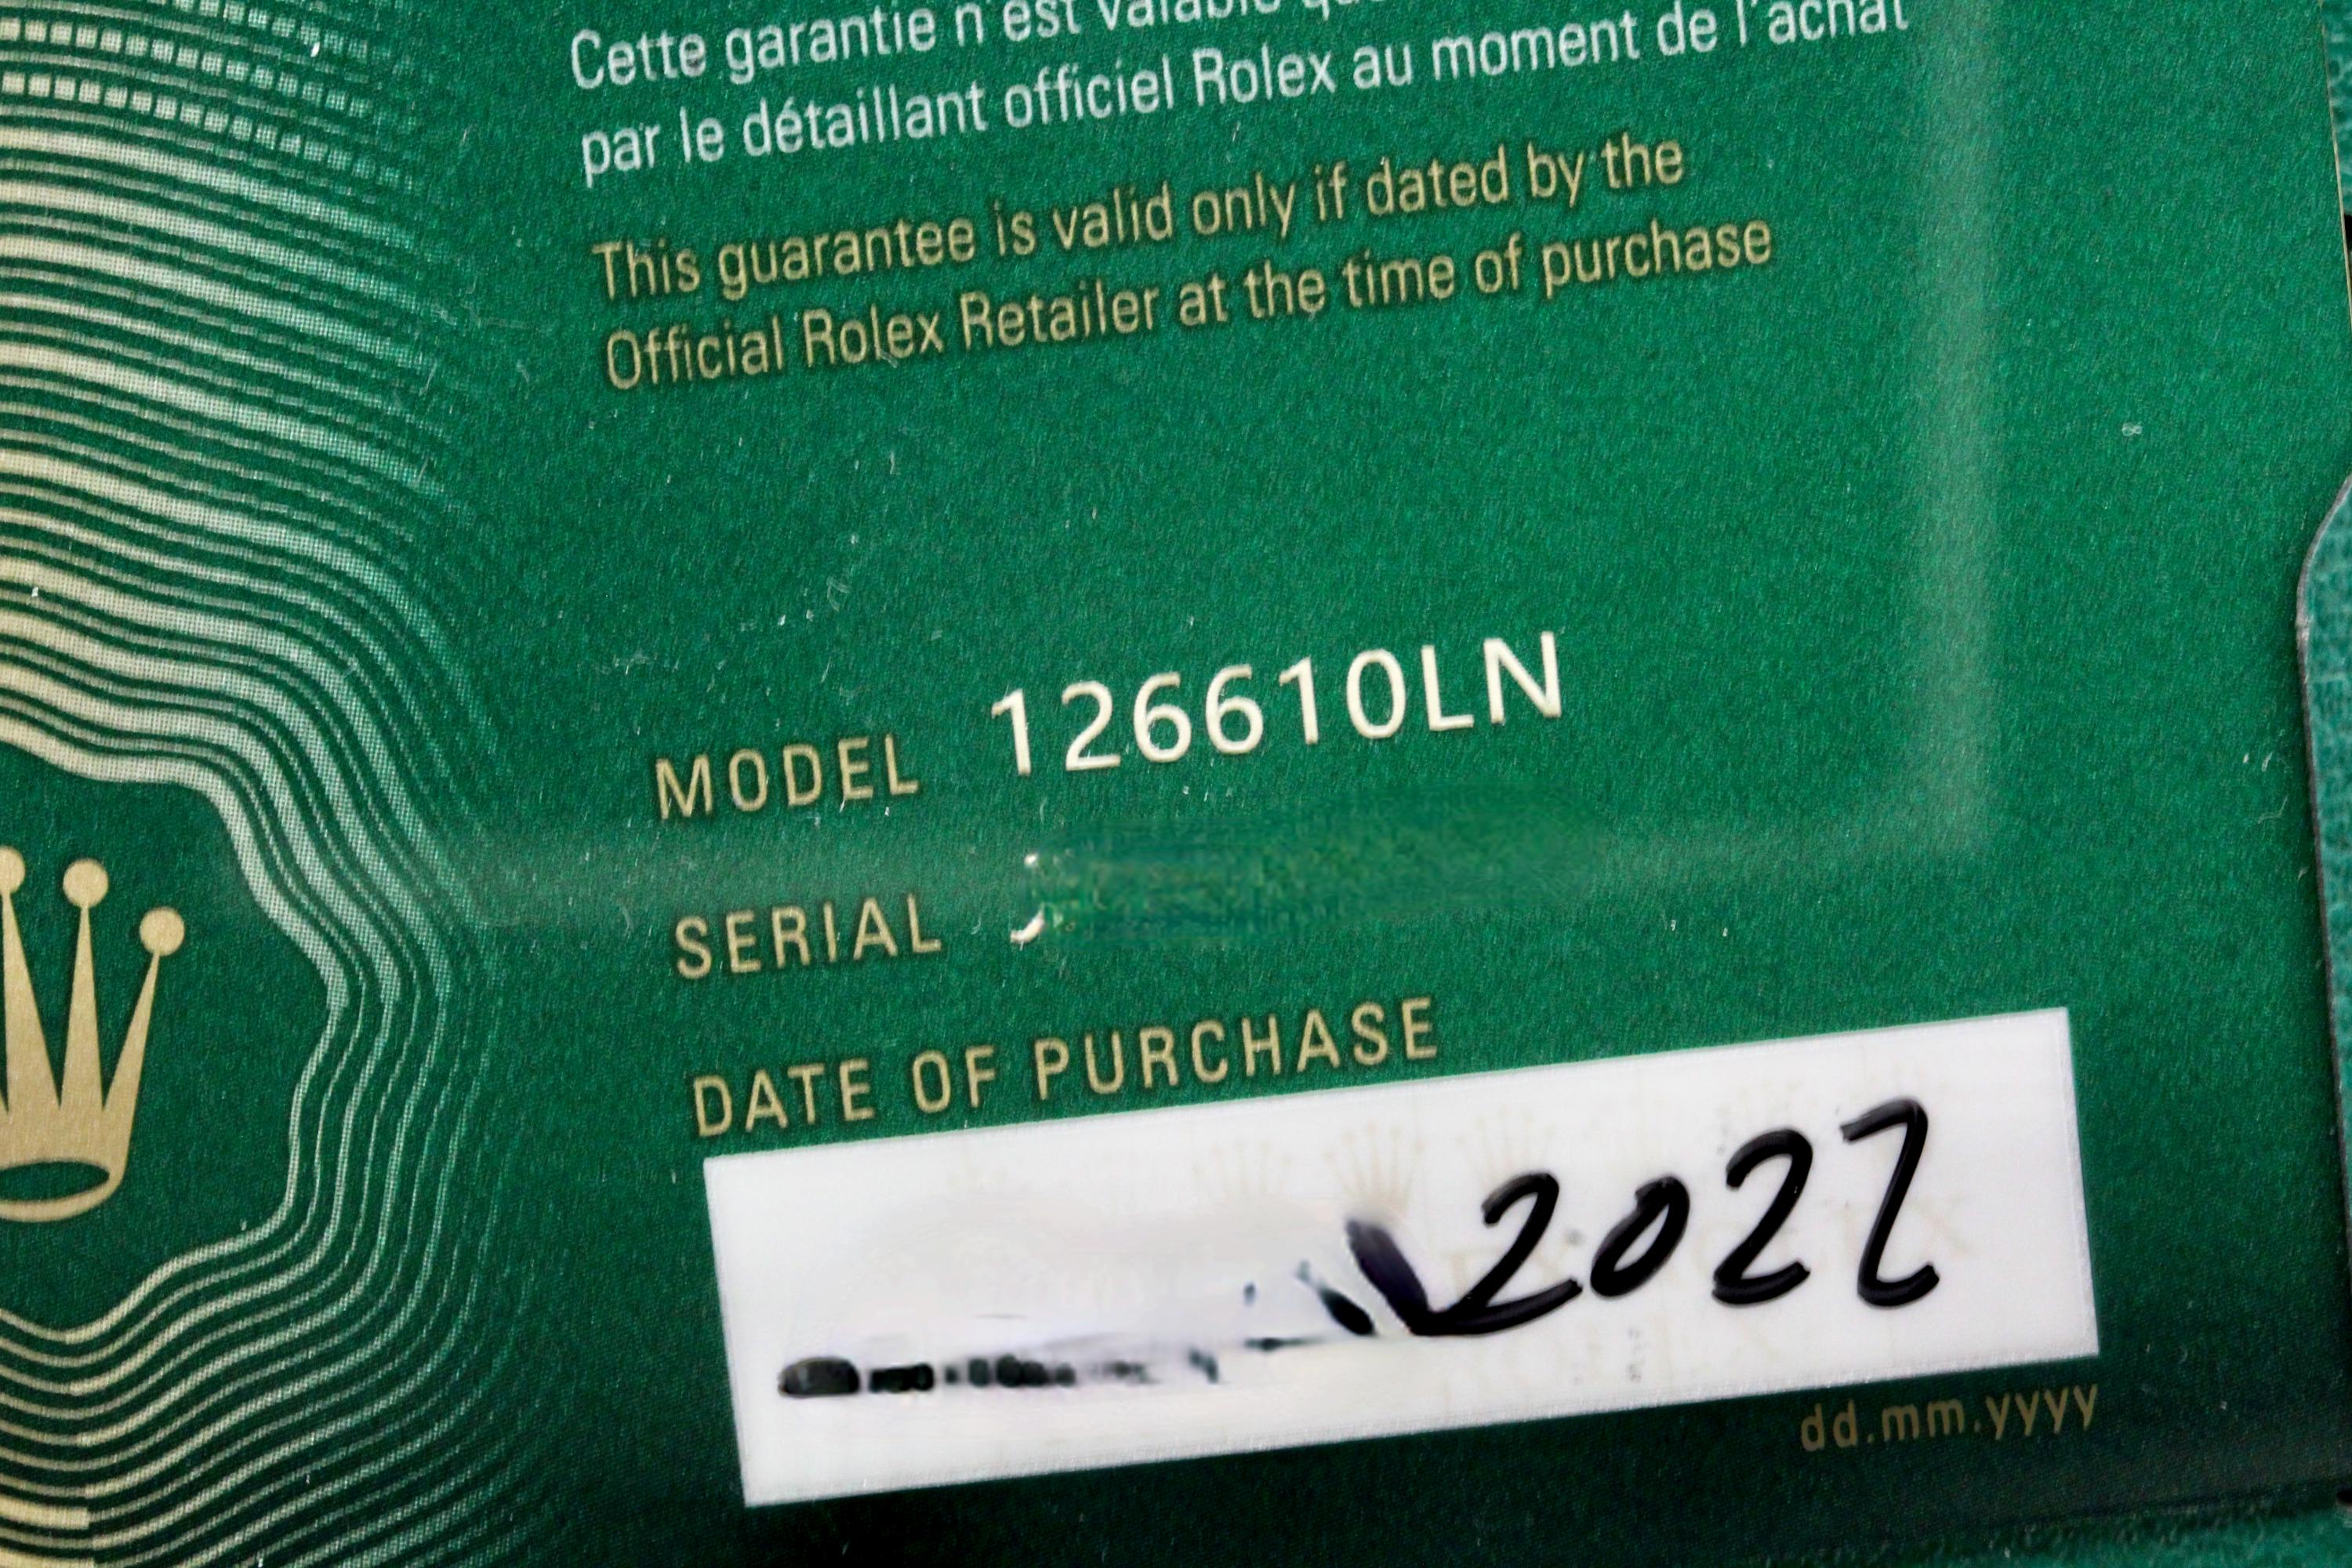 Cette garantie n'est valable que
par le détaillant officiel Rolex au moment de l'achat
This guarantee is valid only if dated by the
Official Rolex Retailer at the time of purchase
MODEL 126610LN
SERIAL
DATE OF PURCHASE
2022
dd.mm.yyyy